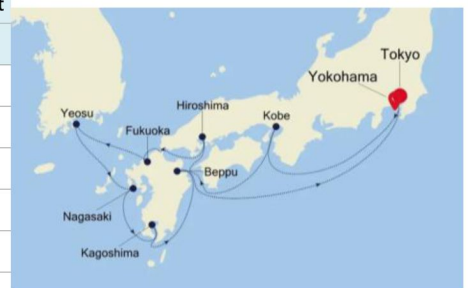 t
Tokyo
Yokohama
Hiroshima
Kobe
Yeosu
Fukuoka
Beppu
Nagasaki
Kagoshima